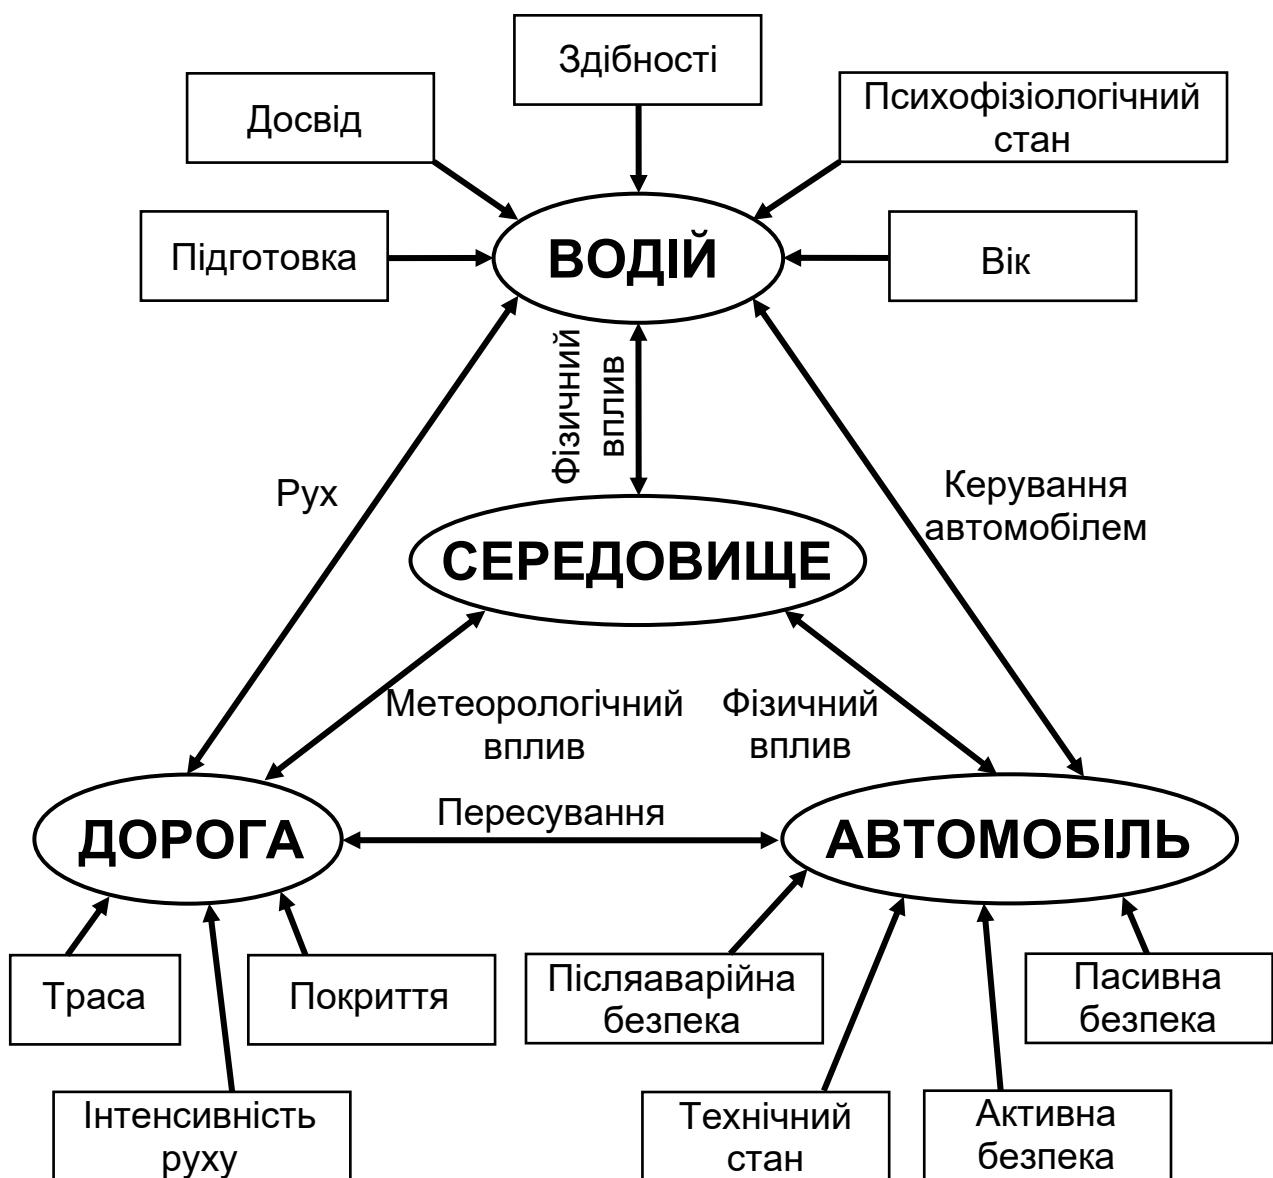 Здібності
Досвід
Психофізіологічний
стан
Підготовка
ВОДІЙ
Вік
Фізичний
вплив
Рух
Керування
автомобілем
СЕРЕДОВИЩЕ
Метеорологічний
вплив
Фізичний
вплив
Пересування
ДОРОГА
АВТОМОБІЛЬ
Траса
Покриття
Післяаварійна
безпека
Пасивна
безпека
Інтенсивність
руху
Технічний
стан
Активна
безпека